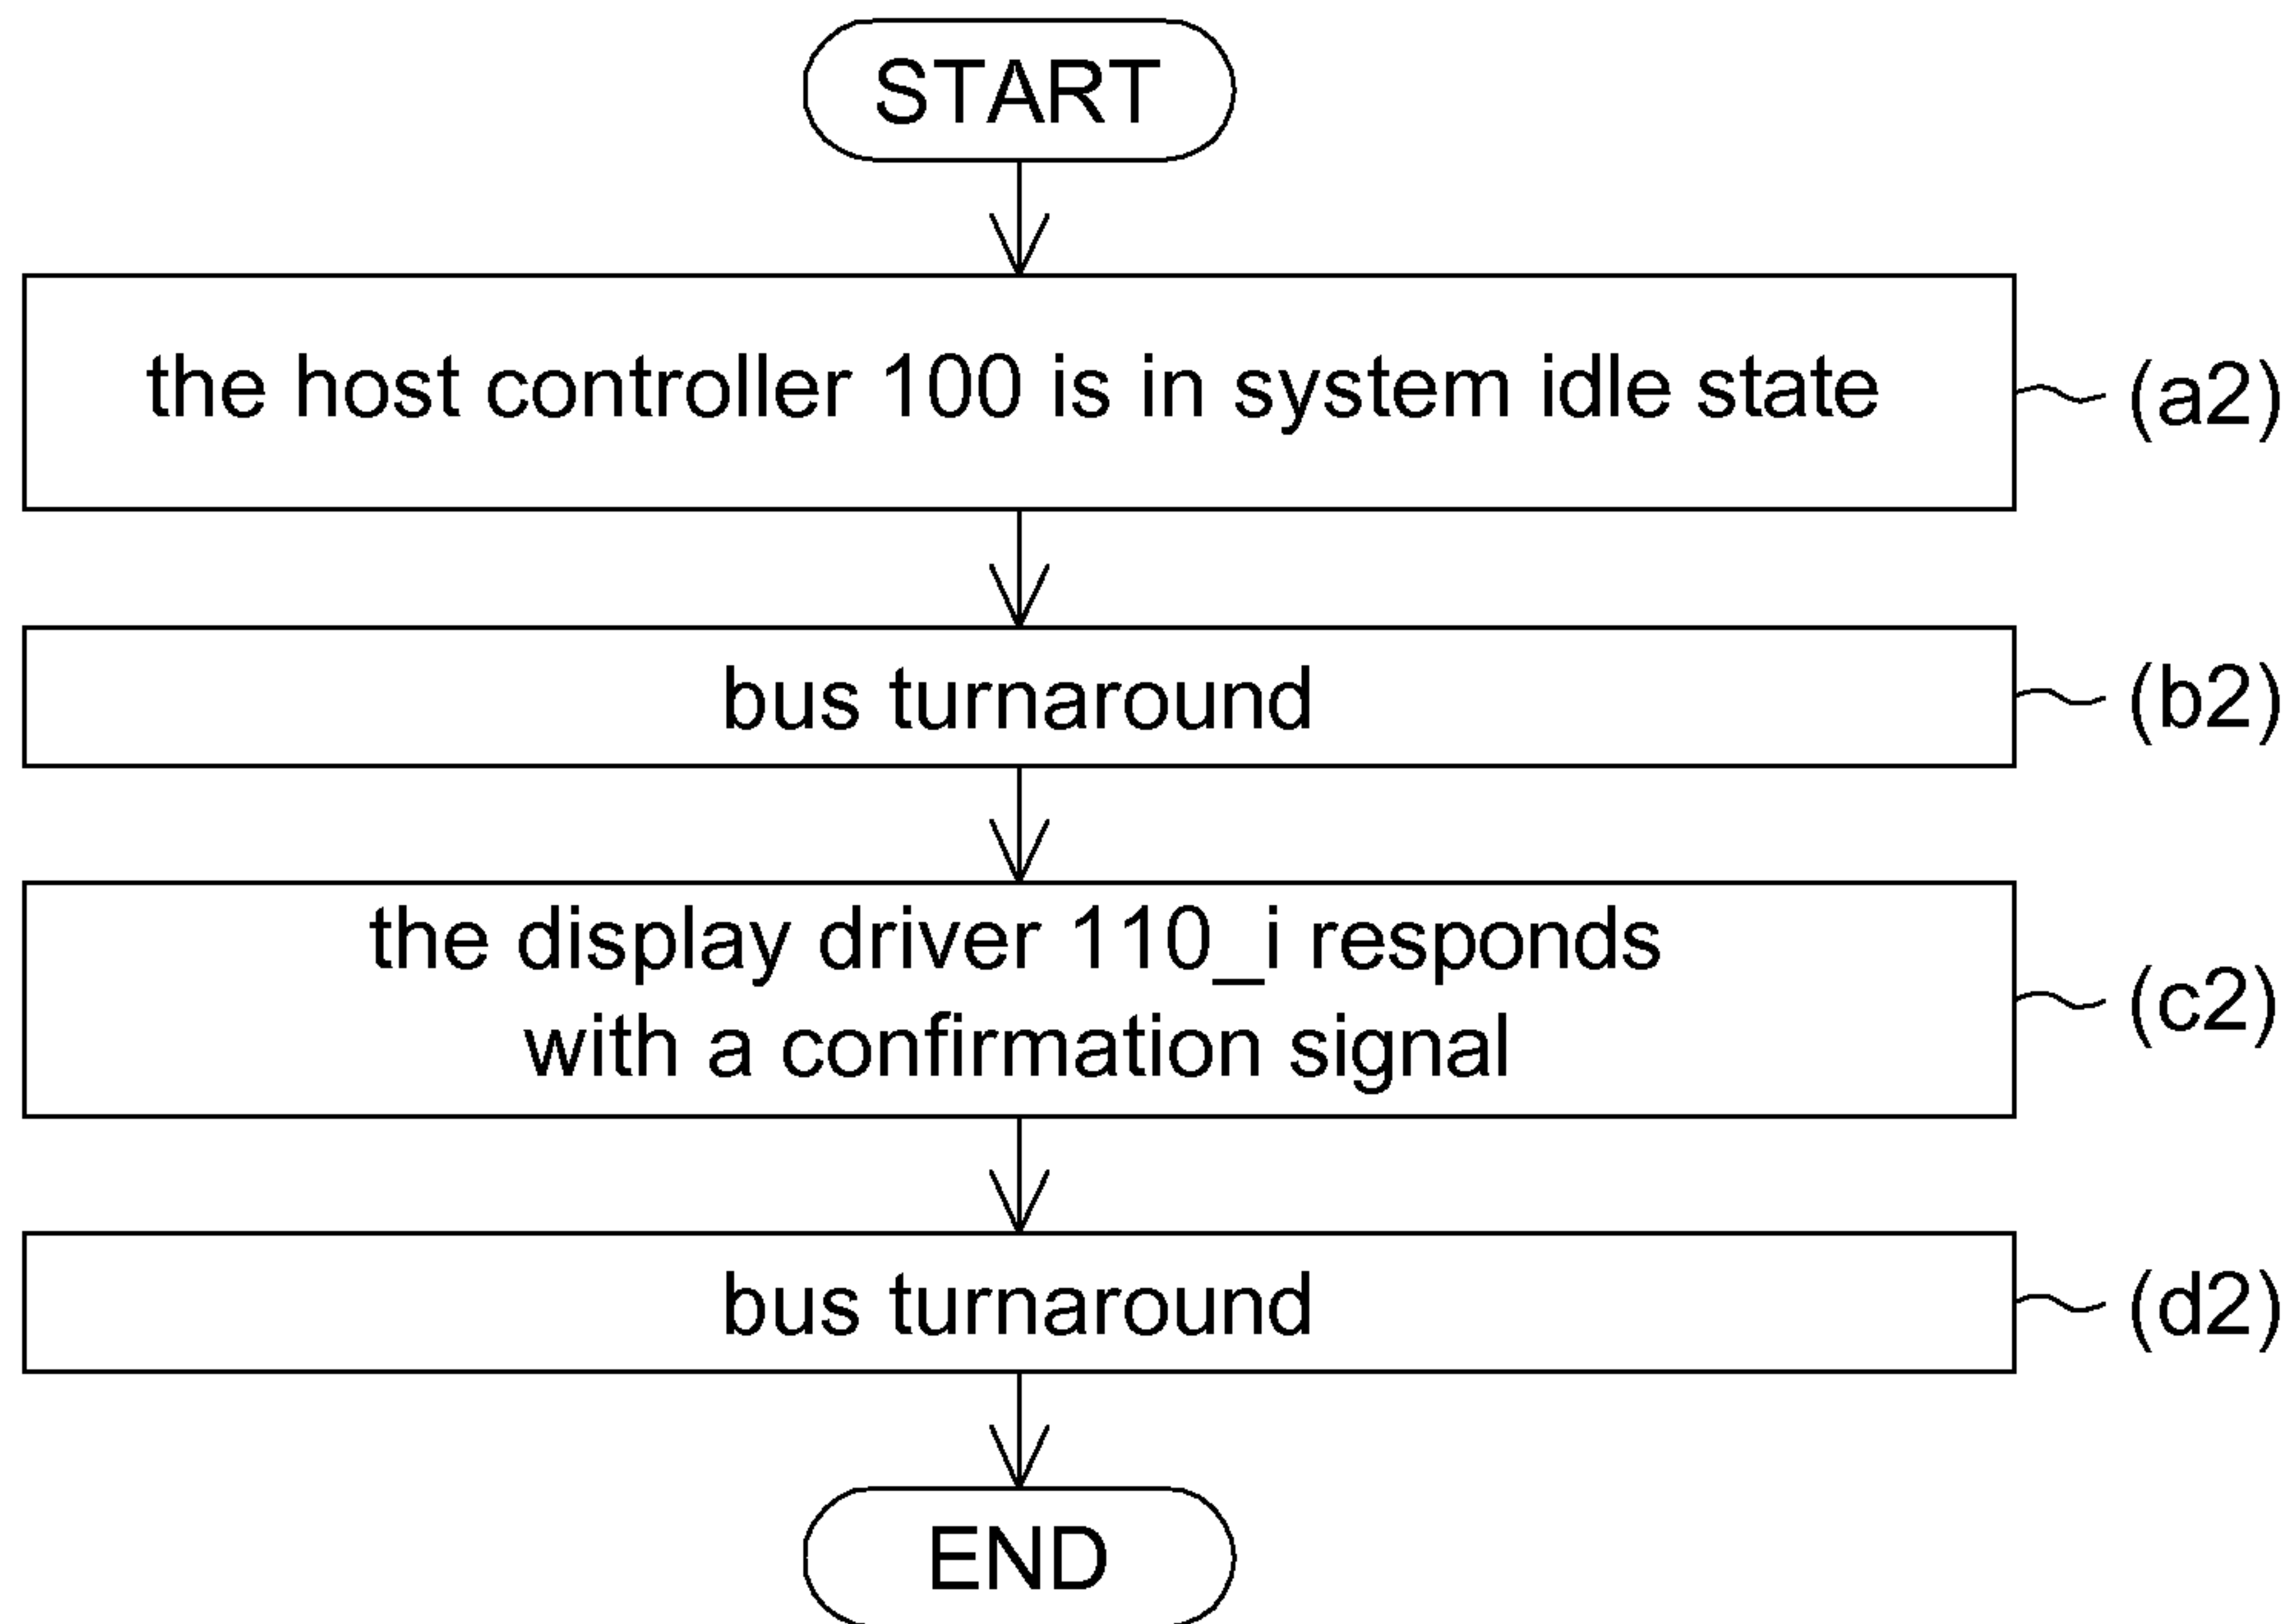 START
the host controller 100 is in system idle state
(a2)
bus turnaround
(b2)
the display driver 110_i responds
with a confirmation signal
(c2)
bus turnaround
(d2)
END